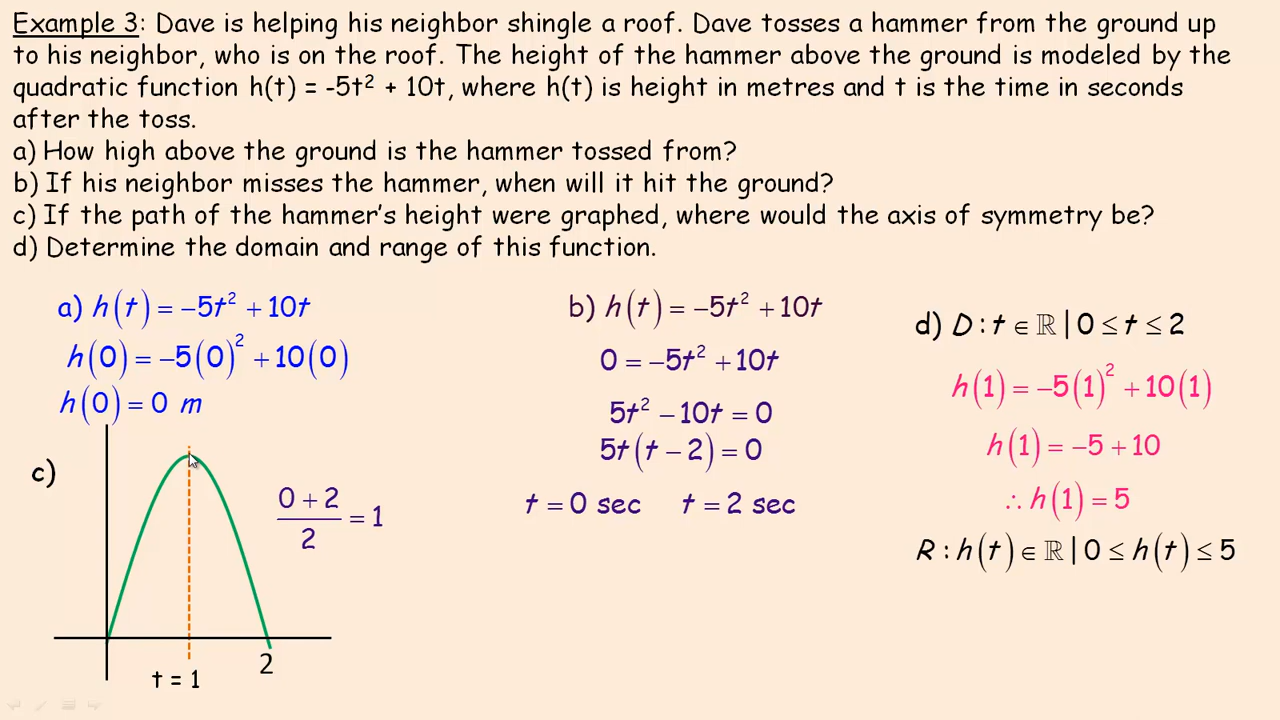 Example 3: Dave is helping his neighbor shingle a roof. Dave tosses a hammer from the ground up
to his neighbor, who is on the roof. The height of the hammer above the ground is modeled by the
quadratic function h(t) = -5t² + 10t, where h(t) is height in metres and t is the time in seconds
after the toss.
a) How high above the ground is the hammer tossed from?
b) If his neighbor misses the hammer, when will it hit the ground?
c) If the path of the hammer's height were graphed, where would the axis of symmetry be?
d) Determine the domain and range of this function.
a) h(t) = −5t² + 10t
h(0) = −5(0)² + 10(0)
h(0) = 0 m
b) h(t) = −5t² + 10t
0 = −5t² + 10t
5t² − 10t = 0
5t(t − 2) = 0
t = 0 sec t = 2 sec
c)
0 + 2
2
= 1
2
t = 1
d) D : t ∈ ℝ | 0 ≤ t ≤ 2
h(1) = −5(1)² + 10(1)
h(1) = −5 + 10
∴ h(1) = 5
R : h(t) ∈ ℝ | 0 ≤ h(t) ≤ 5